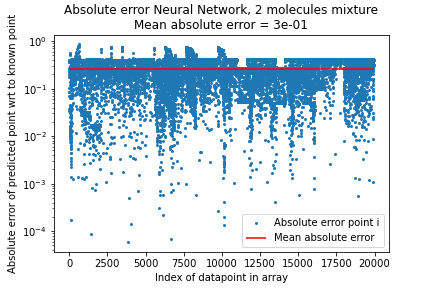 Absolute error Neural Network, 2 molecules mixture
Mean absolute error = 3e-01
Absolute error of predicted point wrt to known point
10⁰
10⁻¹
10⁻²
10⁻³
10⁻⁴
Absolute error point i
Mean absolute error
0 2500 5000 7500 10000 12500 15000 17500 20000
Index of datapoint in array